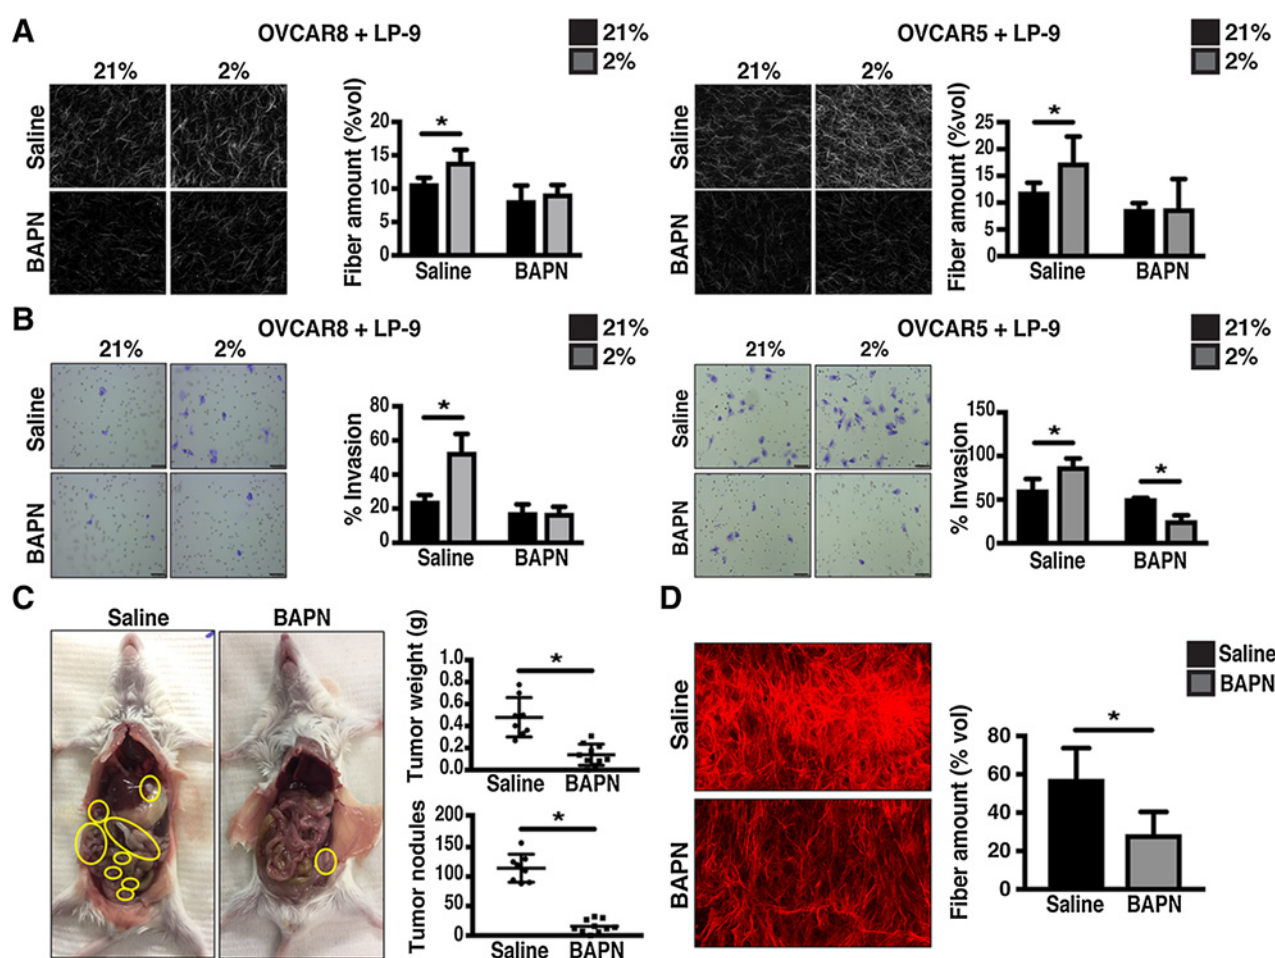 A
OVCAR8 + LP-9
21%
2%
21% 2%
Saline
BAPN
Fiber amount (%vol)
20
15
10
5
0
*
Saline BAPN
OVCAR5 + LP-9
21%
2%
21% 2%
Saline
BAPN
Fiber amount (%vol)
25
20
15
10
5
0
*
Saline BAPN
B
OVCAR8 + LP-9
21%
2%
21% 2%
Saline
BAPN
% Invasion
80
60
40
20
0
*
Saline BAPN
OVCAR5 + LP-9
21%
2%
21% 2%
Saline
BAPN
% Invasion
150
100
50
0
*
*
Saline BAPN
C
Saline BAPN
Tumor weight (g)
1.0
0.8
0.6
0.4
0.2
0.0
*
Saline BAPN
Tumor nodules
200
150
100
50
0
*
Saline BAPN
D
Saline
BAPN
Saline
BAPN
Fiber amount (% vol)
80
60
40
20
0
*
Saline BAPN